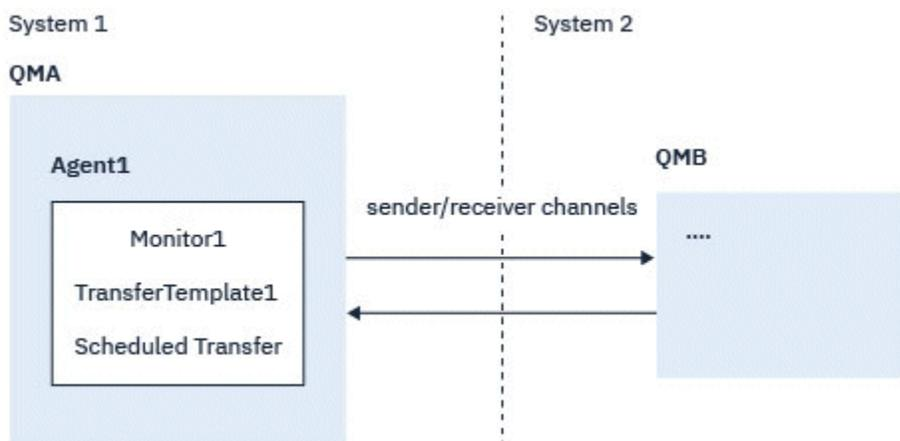 System 1
System 2
QMA
Agent1
Monitor1
TransferTemplate1
Scheduled Transfer
sender/receiver channels
QMB
....